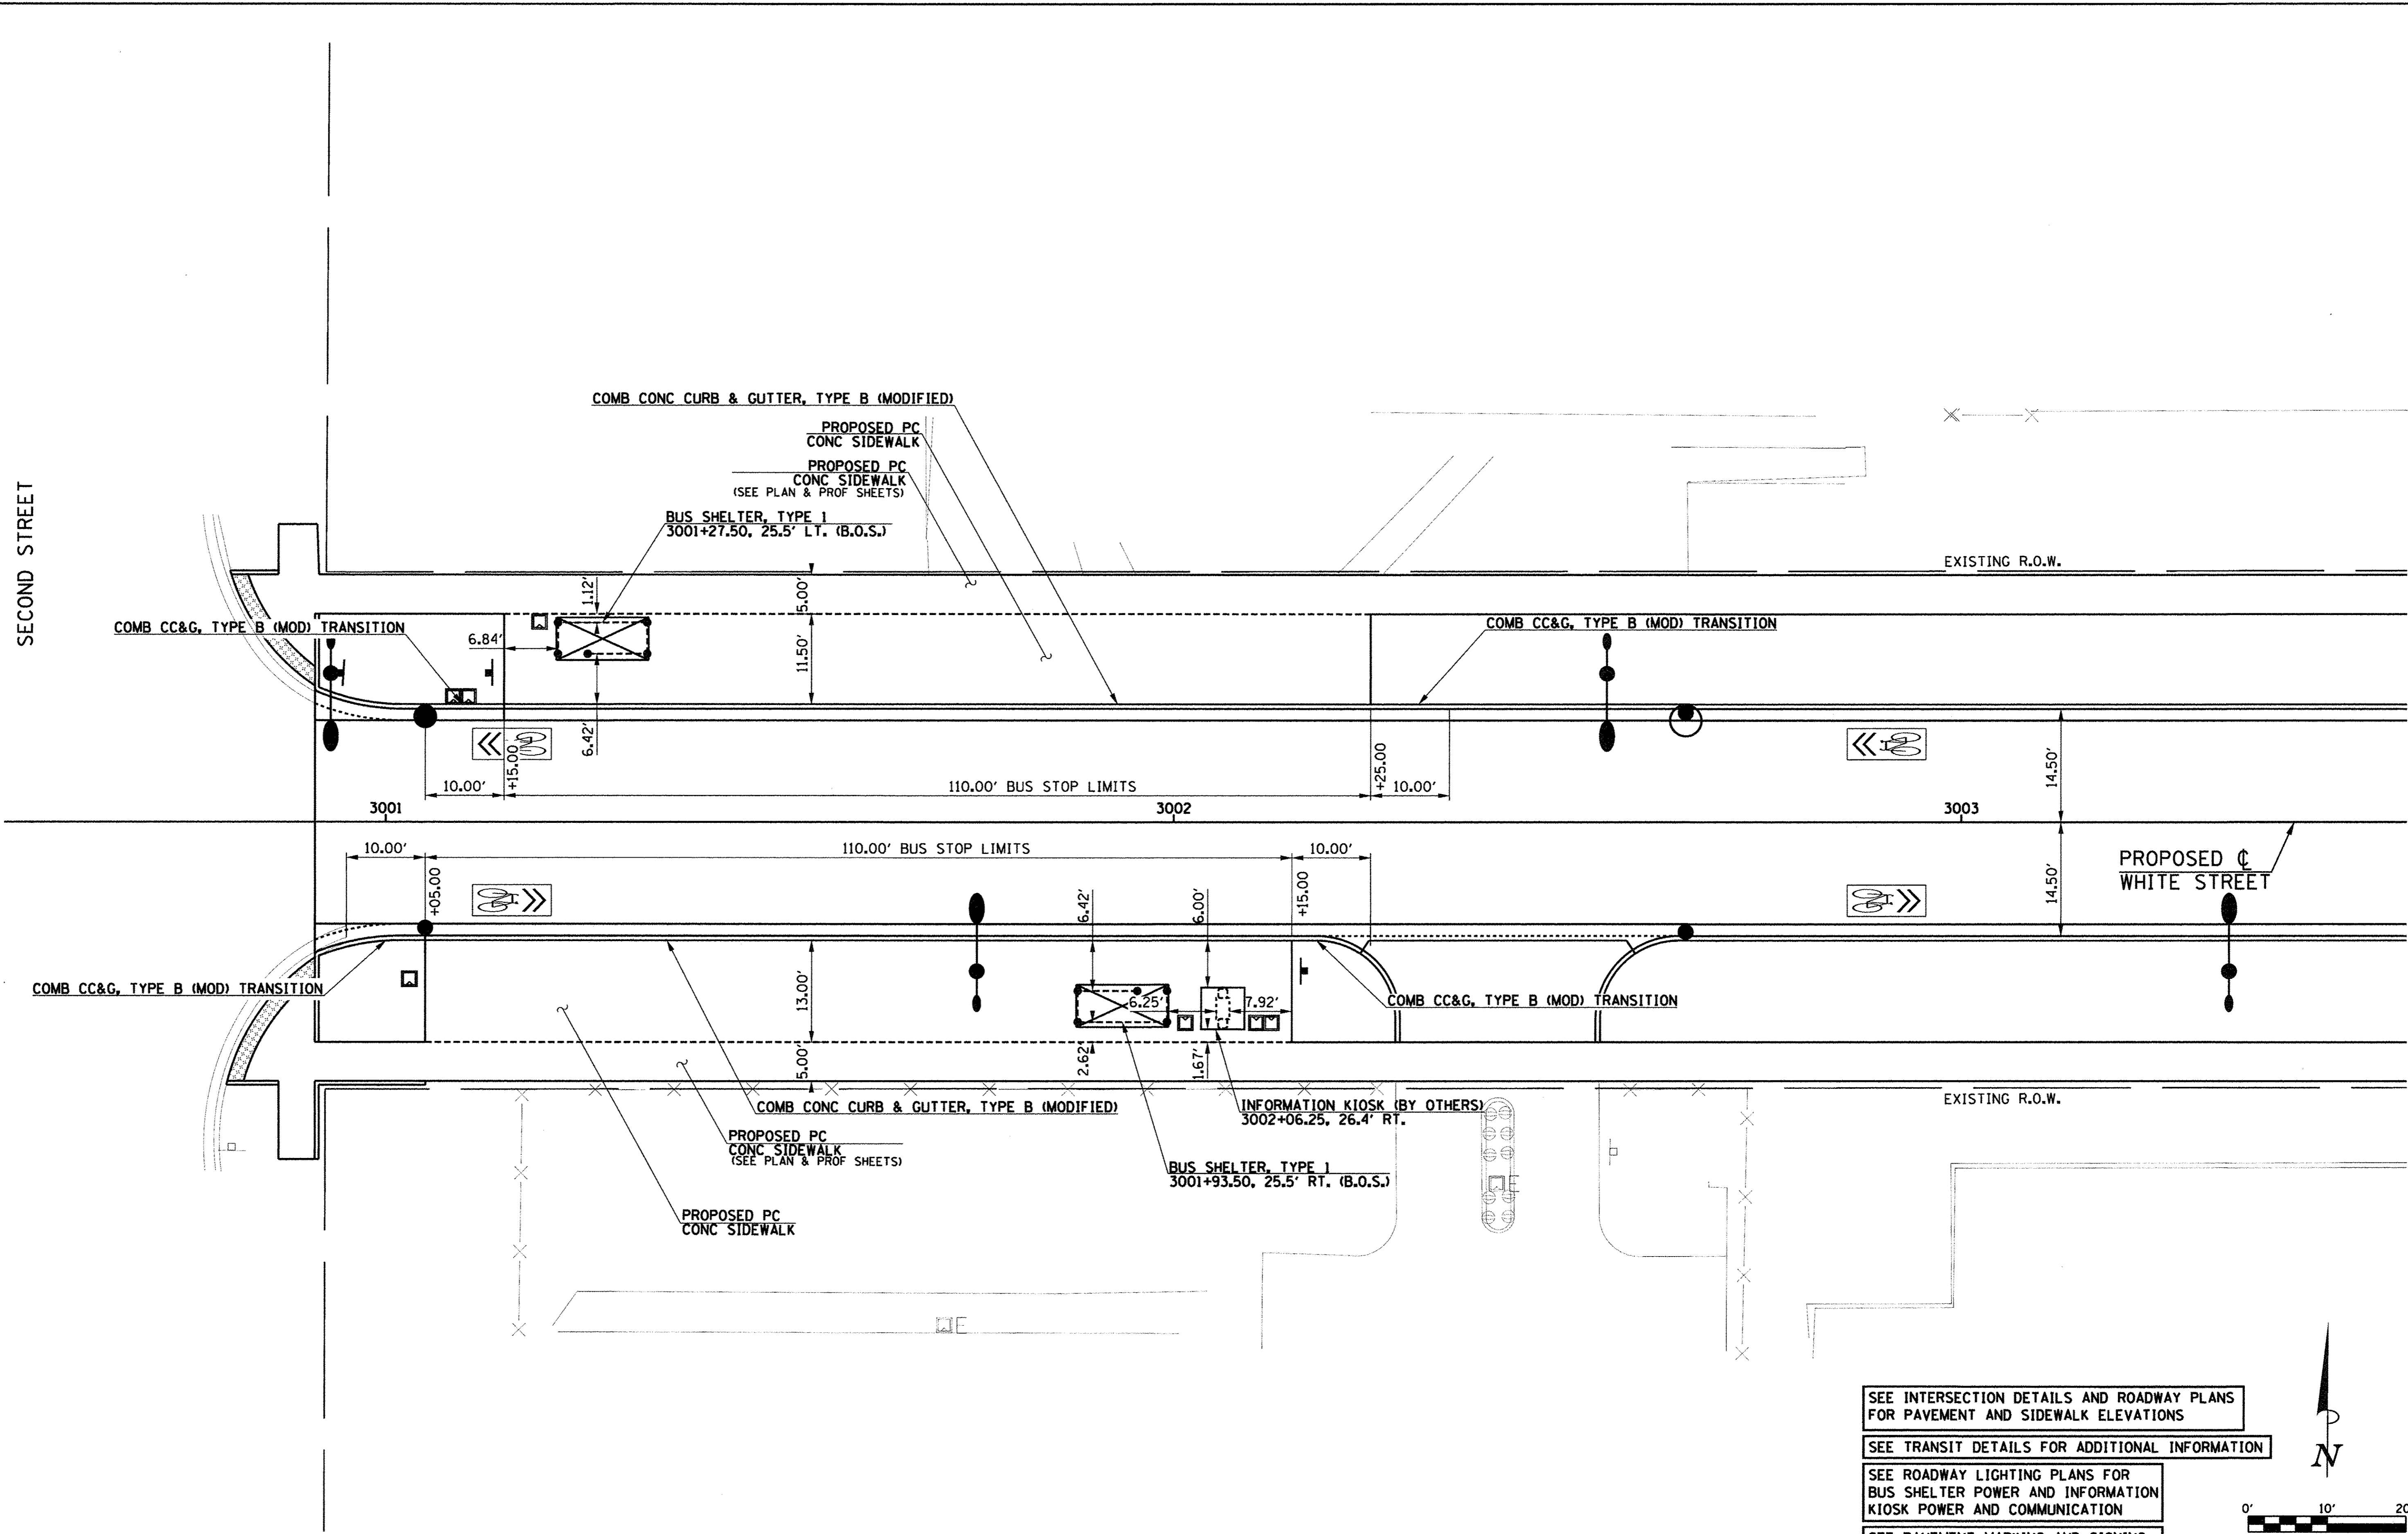 SECOND STREET
COMB CONC CURB & GUTTER, TYPE B (MODIFIED)
PROPOSED PC
CONC SIDEWALK
PROPOSED PC
CONC SIDEWALK
(SEE PLAN & PROF SHEETS)
BUS SHELTER, TYPE 1
3001+27.50, 25.5' LT. (B.O.S.)
EXISTING R.O.W.
1.12'
5.00'
COMB CC&G, TYPE B (MOD) TRANSITION
6.84'
11.50'
COMB CC&G, TYPE B (MOD) TRANSITION
6.42'
+15.00
+25.00
14.50'
10.00'
110.00' BUS STOP LIMITS
10.00'
3001
3002
3003
10.00'
110.00' BUS STOP LIMITS
10.00'
+05.00
+15.00
14.50'
PROPOSED ℄
WHITE STREET
6.42'
6.00'
13.00'
6.25'
7.92'
COMB CC&G, TYPE B (MOD) TRANSITION
COMB CC&G, TYPE B (MOD) TRANSITION
5.00'
2.62'
1.67'
EXISTING R.O.W.
COMB CONC CURB & GUTTER, TYPE B (MODIFIED)
INFORMATION KIOSK (BY OTHERS)
3002+06.25, 26.4' RT.
PROPOSED PC
CONC SIDEWALK
(SEE PLAN & PROF SHEETS)
BUS SHELTER, TYPE 1
3001+93.50, 25.5' RT. (B.O.S.)
E
PROPOSED PC
CONC SIDEWALK
E
SEE INTERSECTION DETAILS AND ROADWAY PLANS
FOR PAVEMENT AND SIDEWALK ELEVATIONS
SEE TRANSIT DETAILS FOR ADDITIONAL INFORMATION
N
SEE ROADWAY LIGHTING PLANS FOR
BUS SHELTER POWER AND INFORMATION
KIOSK POWER AND COMMUNICATION
0' 10' 20